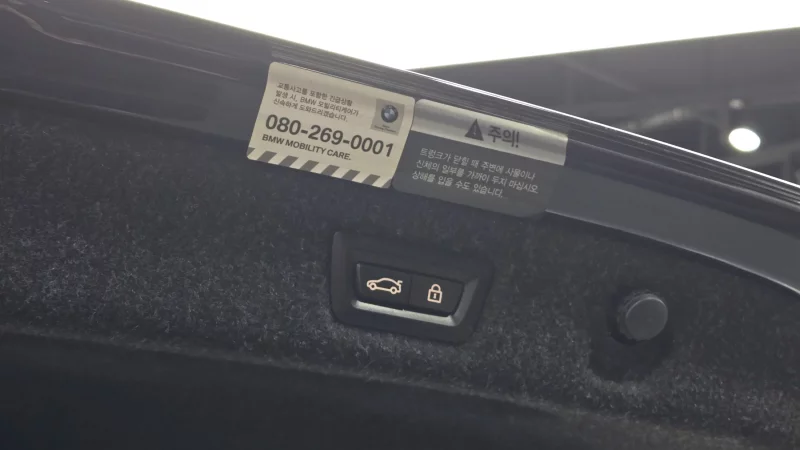 교통사고를 포함한 긴급상황
발생 시, BMW 모빌리티케어가
신속하게 도와드리겠습니다.
080-269-0001
BMW MOBILITY CARE.
주의!
트렁크가 닫힐 때 주변에 사물이나
신체의 일부를 가까이 두지 마십시오.
상해를 입을 수도 있습니다.